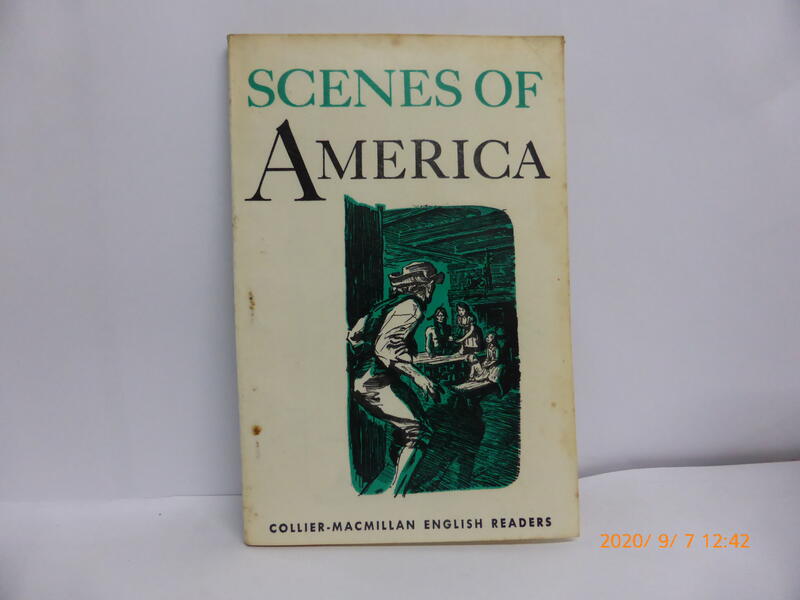 SCENES OF
AMERICA
COLLIER-MACMILLAN ENGLISH READERS
2020/ 9/ 7 12:42